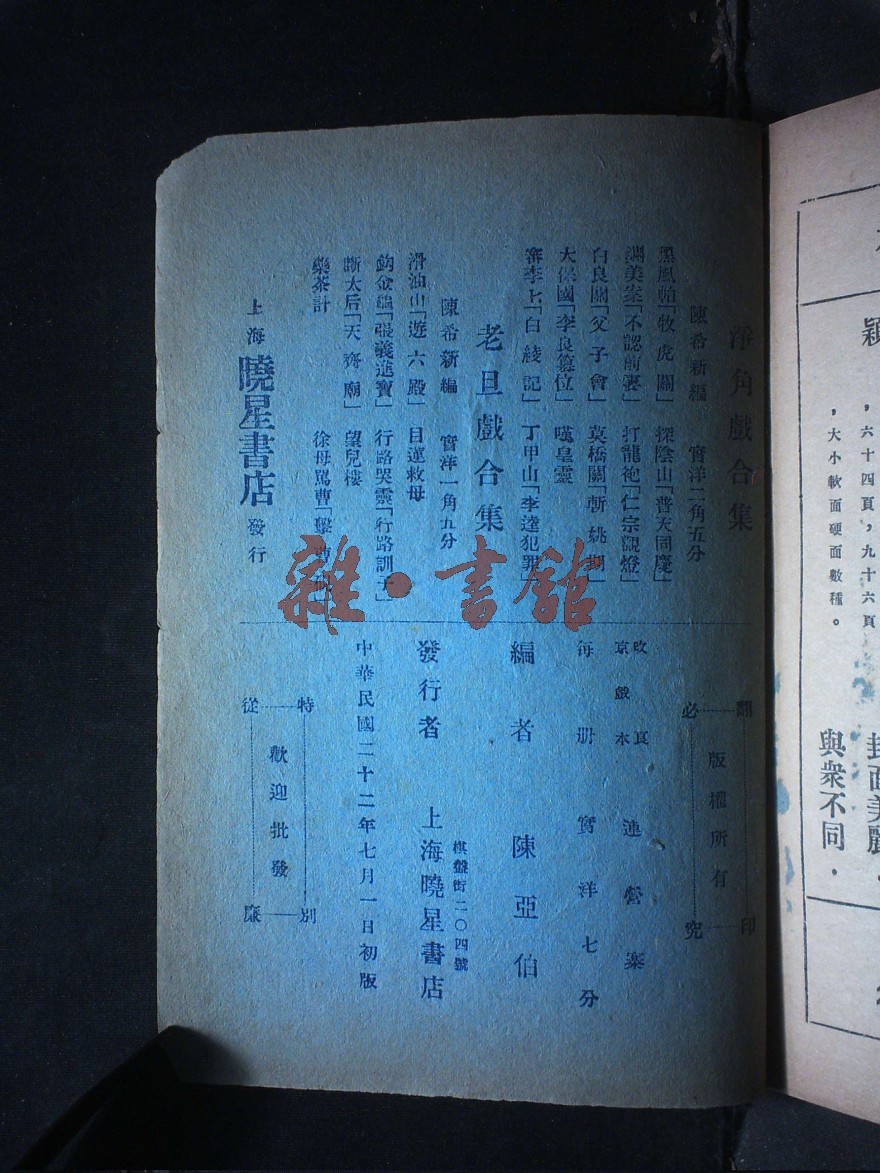 淨角戲合集
陳希新編 實洋二角五分
黑風帕「牧虎關」 探陰山「普天同慶」
鍘美案「不認前妻」 打龍袍「仁宗觀燈」
白良關「父子會」 草橋關「斬姚期」
大保國「李良篡位」 嘆皇靈
審李七「白綾記」 丁甲山「李逵犯罪」
老旦戲合集
陳希新編 實洋一角五分
滑油山「遊六殿」 目蓮救母
釣金龜「張義進寶」 行路哭靈「行路訓子」
斷太后「天齊廟」 望兒樓
藥茶計 徐母罵曹「擊曹硯」
上海曉星書店發行
翻印必究
版權所有
改良京戲本 連營寨
每册實洋七分
編者 陳亞伯
棋盤街二〇四號
發行者 上海曉星書店
中華民國二十二年七月一日初版
特別從廉
歡迎批發
雜·書館
穎
，六十四頁，九十六頁
，大小軟面硬面數種。
封面美麗，
與衆不同．